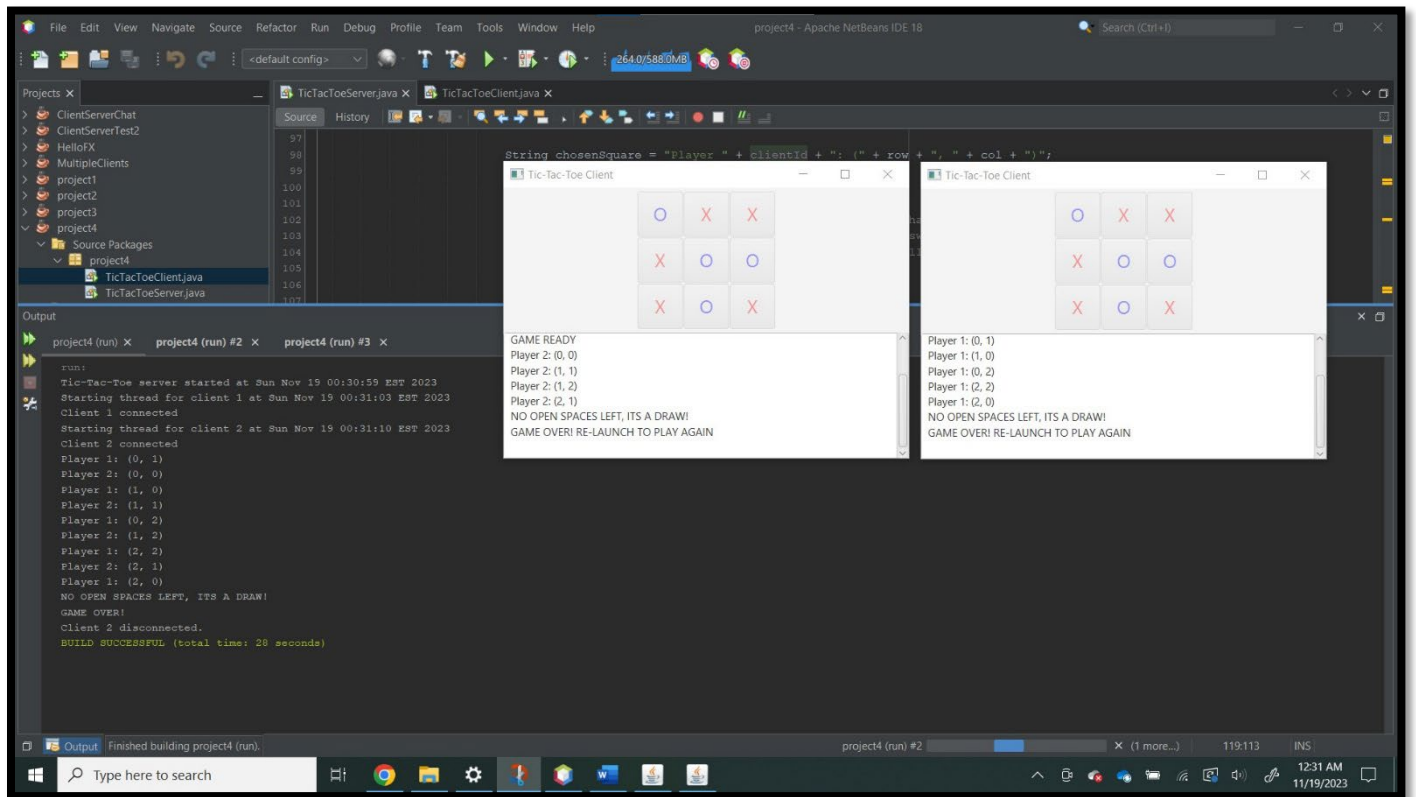 File Edit View Navigate Source Refactor Run Debug Profile Team Tools Window Help project4 - Apache NetBeans IDE 18 Search (Ctrl+I)
<default config> 264.0/588.0MB
Projects
TicTacToeServer.java TicTacToeClient.java
ClientServerChat
ClientServerTest2
HelloFX
MultipleClients
project1
project2
project3
project4
Source Packages
project4
TicTacToeClient.java
TicTacToeServer.java
Source History
97
98 String chosenSquare = "Player " + clientId + ": (" + row + ", " + col + ")";
99
100
101
102
103
104
105
106
107
Tic-Tac-Toe Client
O X X
X O O
X O X
GAME READY
Player 2: (0, 0)
Player 2: (1, 1)
Player 2: (1, 2)
Player 2: (2, 1)
NO OPEN SPACES LEFT, ITS A DRAW!
GAME OVER! RE-LAUNCH TO PLAY AGAIN
Tic-Tac-Toe Client
O X X
X O O
X O X
Player 1: (0, 1)
Player 1: (1, 0)
Player 1: (0, 2)
Player 1: (2, 2)
Player 1: (2, 0)
NO OPEN SPACES LEFT, ITS A DRAW!
GAME OVER! RE-LAUNCH TO PLAY AGAIN
Output
project4 (run) project4 (run) #2 project4 (run) #3
run:
Tic-Tac-Toe server started at Sun Nov 19 00:30:59 EST 2023
Starting thread for client 1 at Sun Nov 19 00:31:03 EST 2023
Client 1 connected
Starting thread for client 2 at Sun Nov 19 00:31:10 EST 2023
Client 2 connected
Player 1: (0, 1)
Player 2: (0, 0)
Player 1: (1, 0)
Player 2: (1, 1)
Player 1: (0, 2)
Player 2: (1, 2)
Player 1: (2, 2)
Player 2: (2, 1)
Player 1: (2, 0)
NO OPEN SPACES LEFT, ITS A DRAW!
GAME OVER!
Client 2 disconnected.
BUILD SUCCESSFUL (total time: 28 seconds)
Output Finished building project4 (run). project4 (run) #2 (1 more...) 119:113 INS
Type here to search
12:31 AM
11/19/2023